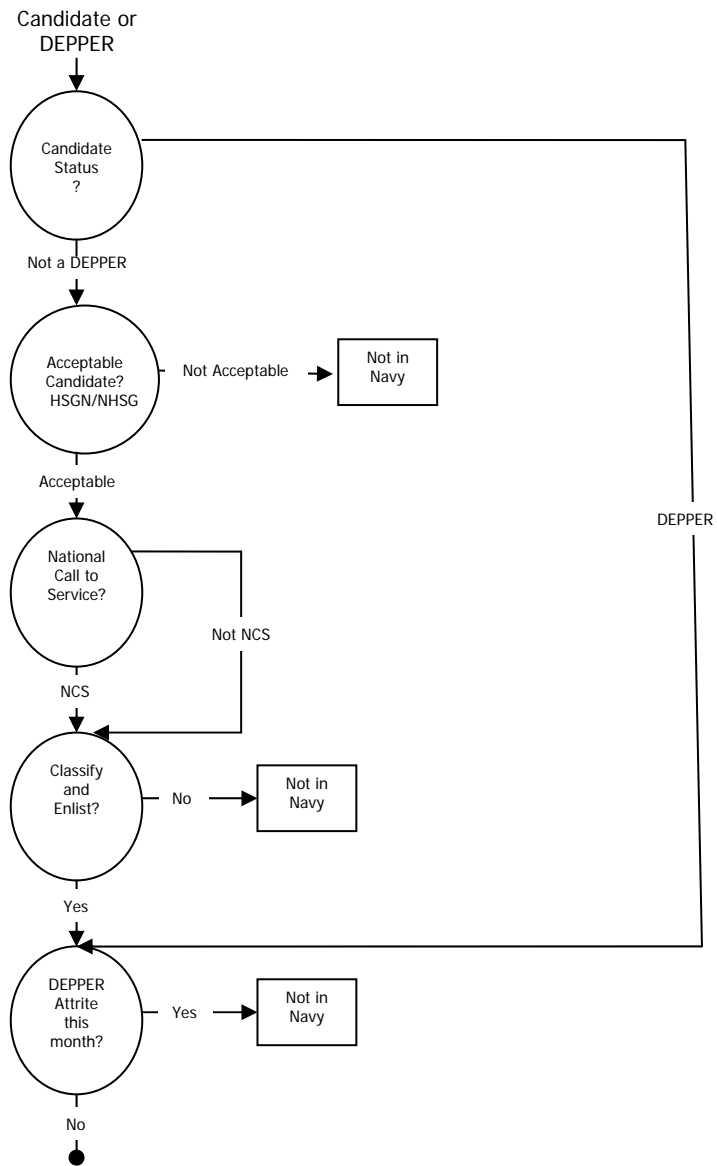 Candidate or
DEPPER
Candidate
Status
?
Not a DEPPER
Acceptable
Candidate?
HSGN/NHSG
Not Acceptable
Not in
Navy
Acceptable
DEPPER
National
Call to
Service?
Not NCS
NCS
Classify
and
Enlist?
No
Not in
Navy
Yes
DEPPER
Attrite
this
month?
Yes
Not in
Navy
No